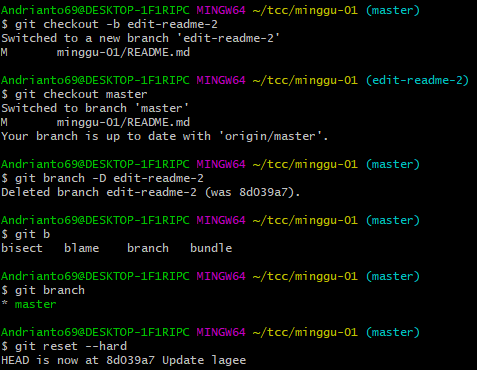 Andrianto69@DESKTOP-1F1RIPC MINGW64 ~/tcc/minggu-01 (master)
$ git checkout -b edit-readme-2
Switched to a new branch 'edit-readme-2'
M       minggu-01/README.md
Andrianto69@DESKTOP-1F1RIPC MINGW64 ~/tcc/minggu-01 (edit-readme-2)
$ git checkout master
Switched to branch 'master'
M       minggu-01/README.md
Your branch is up to date with 'origin/master'.
Andrianto69@DESKTOP-1F1RIPC MINGW64 ~/tcc/minggu-01 (master)
$ git branch -D edit-readme-2
Deleted branch edit-readme-2 (was 8d039a7).
Andrianto69@DESKTOP-1F1RIPC MINGW64 ~/tcc/minggu-01 (master)
$ git b
bisect   blame    branch   bundle
Andrianto69@DESKTOP-1F1RIPC MINGW64 ~/tcc/minggu-01 (master)
$ git branch
* master
Andrianto69@DESKTOP-1F1RIPC MINGW64 ~/tcc/minggu-01 (master)
$ git reset --hard
HEAD is now at 8d039a7 Update lagee